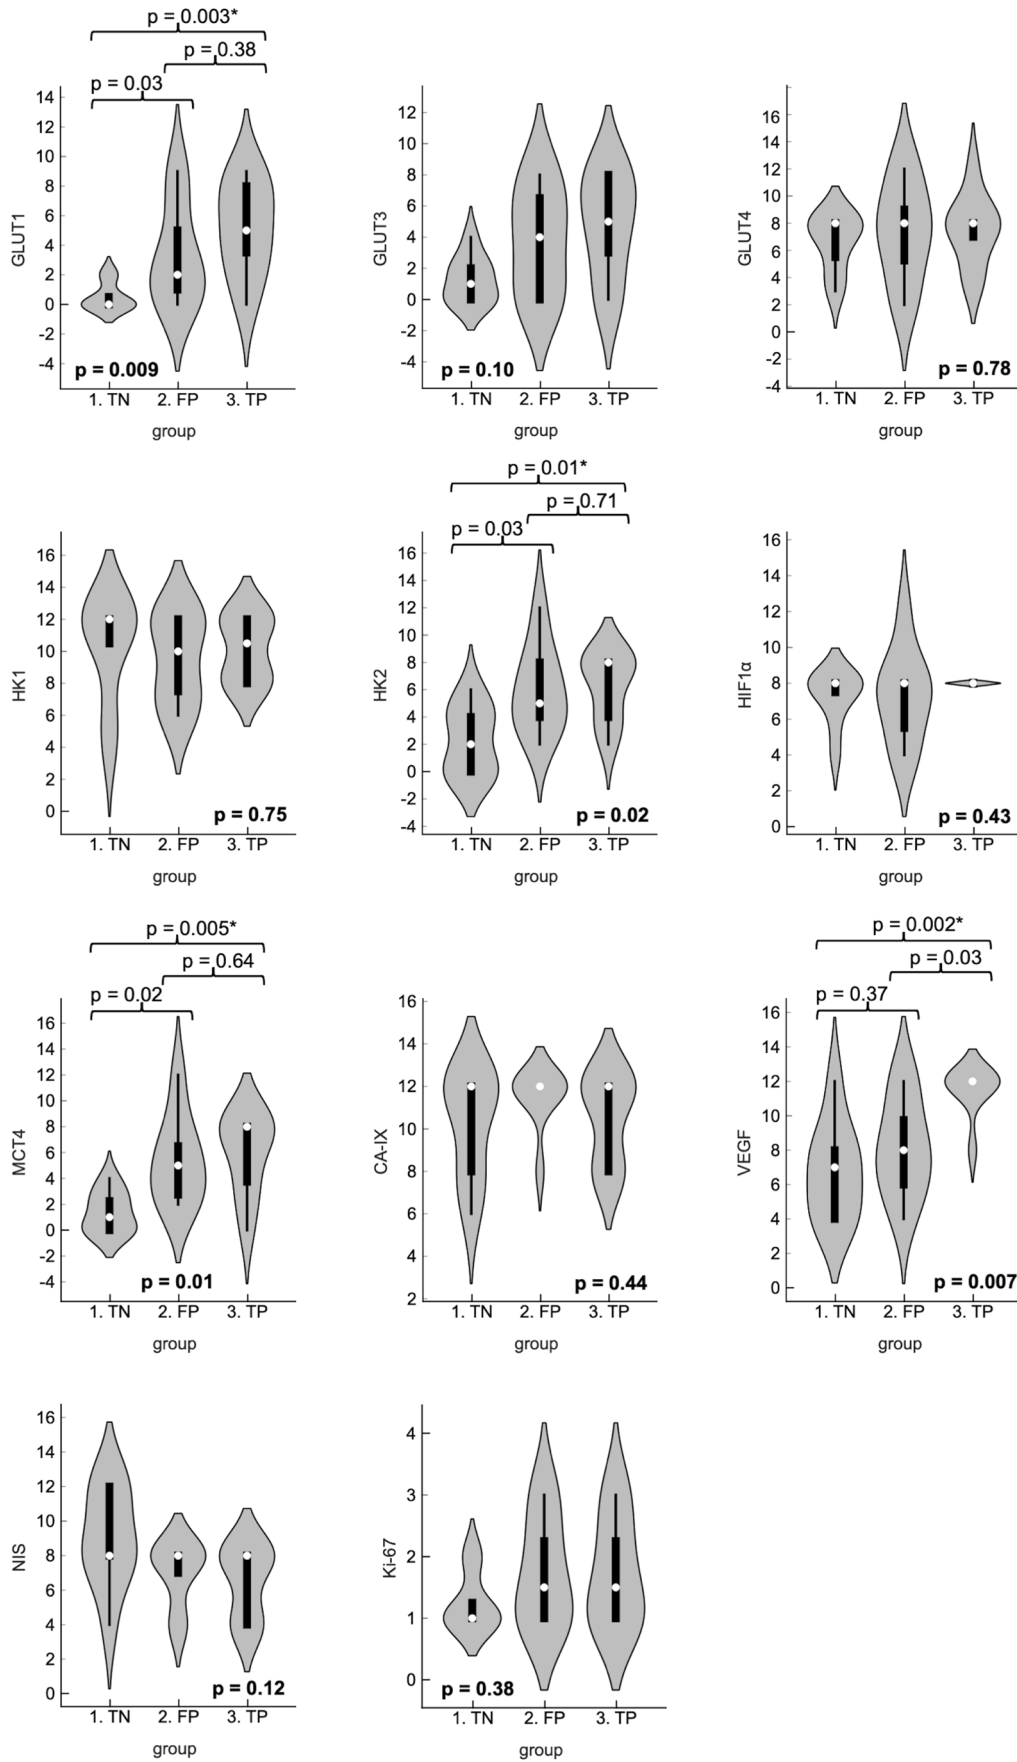 p = 0.003*
p = 0.38
p = 0.03
14
12
10
8
6
4
2
0
-2
-4
GLUT1
p = 0.009
1. TN 2. FP 3. TP
group
12
10
8
6
4
2
0
-2
-4
GLUT3
p = 0.10
1. TN 2. FP 3. TP
group
16
14
12
10
8
6
4
2
0
-2
-4
GLUT4
p = 0.78
1. TN 2. FP 3. TP
group
16
14
12
10
8
6
4
2
0
HK1
p = 0.75
1. TN 2. FP 3. TP
group
p = 0.01*
p = 0.71
p = 0.03
16
14
12
10
8
6
4
2
0
-2
-4
HK2
p = 0.02
1. TN 2. FP 3. TP
group
16
14
12
10
8
6
4
2
0
HIF1α
p = 0.43
1. TN 2. FP 3. TP
group
p = 0.005*
p = 0.64
p = 0.02
16
14
12
10
8
6
4
2
0
-2
-4
MCT4
p = 0.01
1. TN 2. FP 3. TP
group
16
14
12
10
8
6
4
2
CA-IX
p = 0.44
1. TN 2. FP 3. TP
group
p = 0.002*
p = 0.03
p = 0.37
16
14
12
10
8
6
4
2
0
VEGF
p = 0.007
1. TN 2. FP 3. TP
group
16
14
12
10
8
6
4
2
0
NIS
p = 0.12
1. TN 2. FP 3. TP
group
4
3
2
1
0
Ki-67
p = 0.38
1. TN 2. FP 3. TP
group